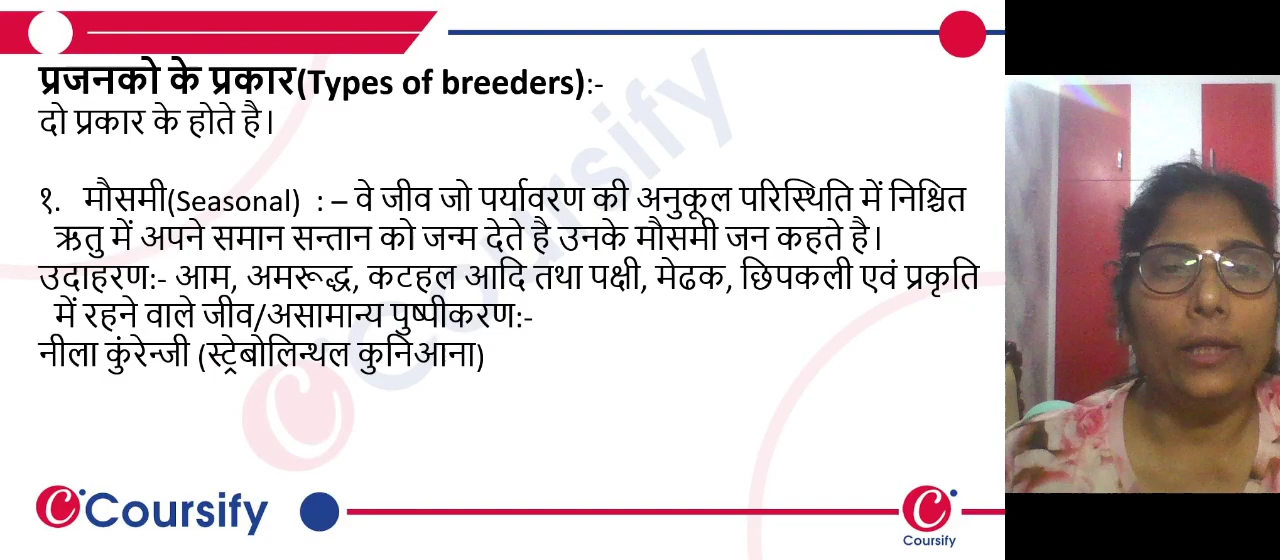 प्रजनको के प्रकार(Types of breeders):-
दो प्रकार के होते है।
१. मौसमी(Seasonal) : – वे जीव जो पर्यावरण की अनुकूल परिस्थिति में निश्चित
ऋतु में अपने समान सन्तान को जन्म देते है उनके मौसमी जन कहते है।
उदाहरण:- आम, अमरूद्ध, कटहल आदि तथा पक्षी, मेढक, छिपकली एवं प्रकृति
में रहने वाले जीव/असामान्य पुष्पीकरण:-
नीला कुंरेन्जी (स्ट्रेबोलिन्थल कुनिआना)
Coursify
Coursify
Coursify